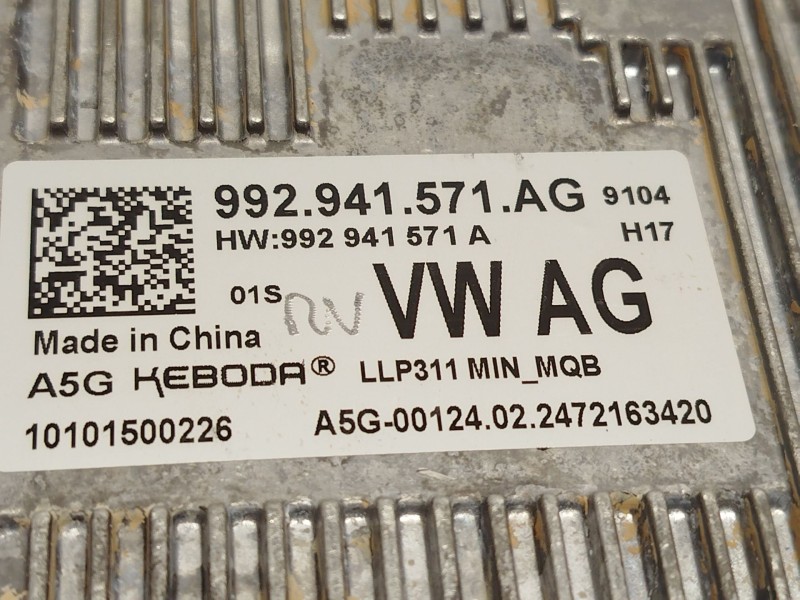 992.941.571.AG 9104
HW:992 941 571 A H17
01S VW AG
Made in China
A5G KEBODA® LLP311 MIN_MQB
10101500226 A5G-00124.02.2472163420